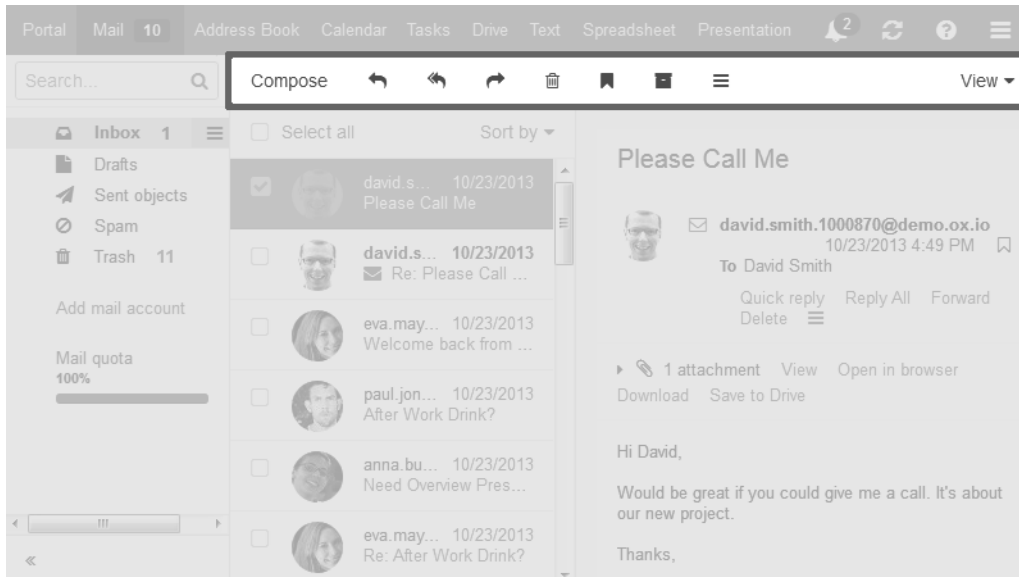 Portal Mail 10 Address Book Calendar Tasks Drive Text Spreadsheet Presentation 2
Search...
Compose View
Inbox 1
Drafts
Sent objects
Spam
Trash 11
Add mail account
Mail quota
100%
Select all Sort by
david.s... 10/23/2013
Please Call Me
david.s... 10/23/2013
Re: Please Call ...
eva.may... 10/23/2013
Welcome back from ...
paul.jon... 10/23/2013
After Work Drink?
anna.bu... 10/23/2013
Need Overview Pres...
eva.may... 10/23/2013
Re: After Work Drink?
Please Call Me
david.smith.1000870@demo.ox.io
10/23/2013 4:49 PM
To David Smith
Quick reply Reply All Forward
Delete
1 attachment View Open in browser
Download Save to Drive
Hi David,
Would be great if you could give me a call. It's about
our new project.
Thanks,